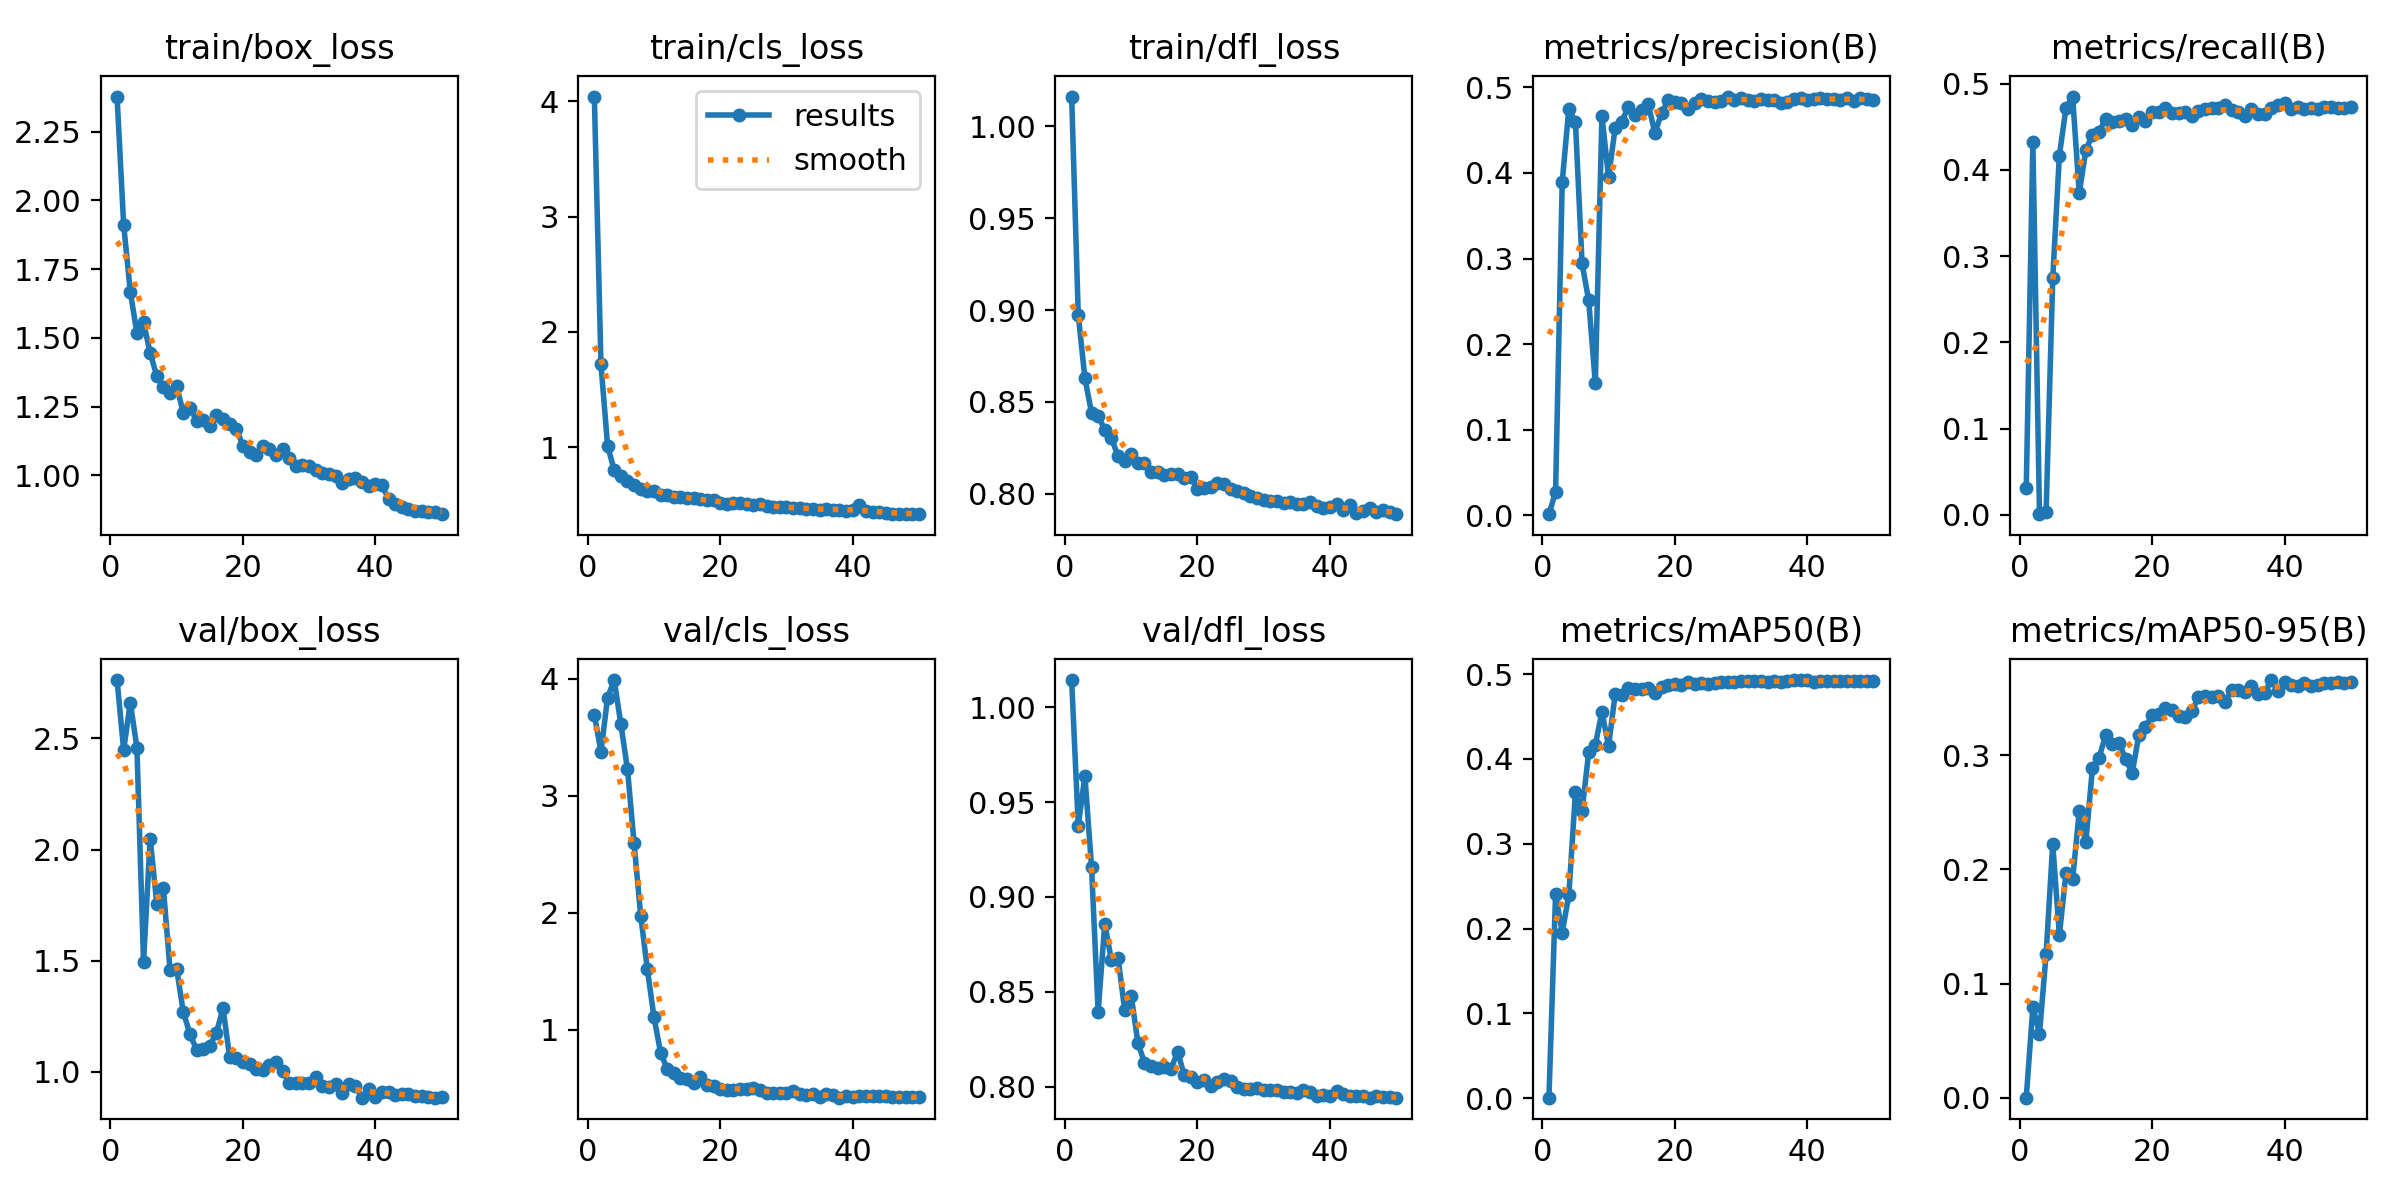 train/box_loss
2.25
2.00
1.75
1.50
1.25
1.00
0 20 40
train/cls_loss
results
smooth
4
3
2
1
0 20 40
train/dfl_loss
1.00
0.95
0.90
0.85
0.80
0 20 40
metrics/precision(B)
0.5
0.4
0.3
0.2
0.1
0.0
0 20 40
metrics/recall(B)
0.5
0.4
0.3
0.2
0.1
0.0
0 20 40
val/box_loss
2.5
2.0
1.5
1.0
0 20 40
val/cls_loss
4
3
2
1
0 20 40
val/dfl_loss
1.00
0.95
0.90
0.85
0.80
0 20 40
metrics/mAP50(B)
0.5
0.4
0.3
0.2
0.1
0.0
0 20 40
metrics/mAP50-95(B)
0.3
0.2
0.1
0.0
0 20 40